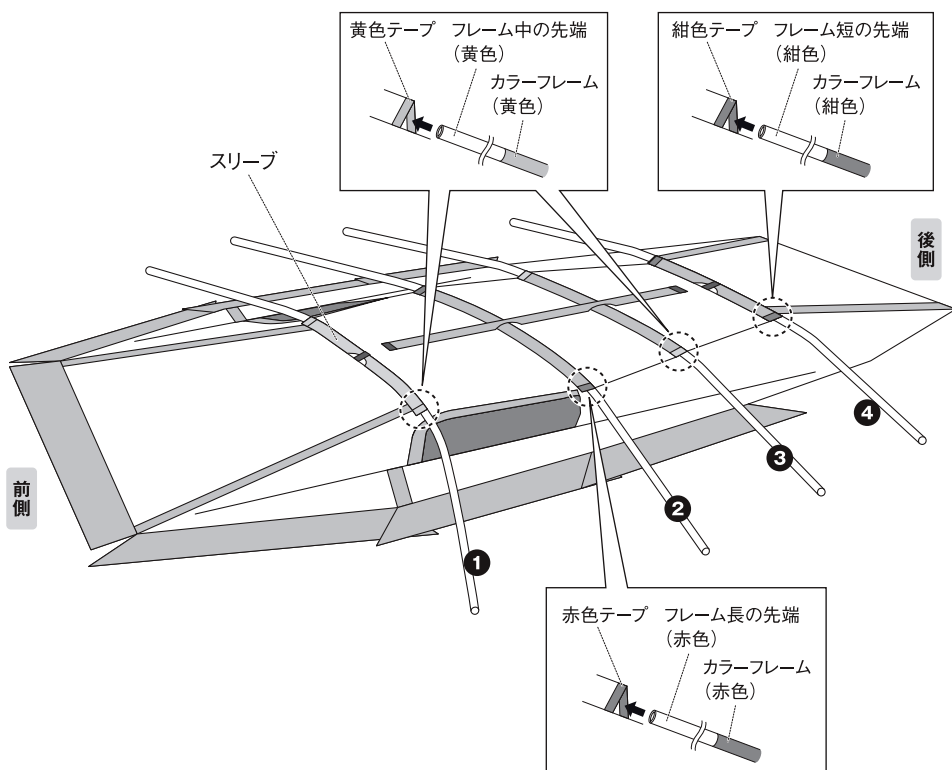 黄色テープ
フレーム中の先端
(黄色)
カラーフレーム
(黄色)
紺色テープ
フレーム短の先端
(紺色)
カラーフレーム
(紺色)
スリーブ
後側
前側
4
3
2
1
赤色テープ
フレーム長の先端
(赤色)
カラーフレーム
(赤色)